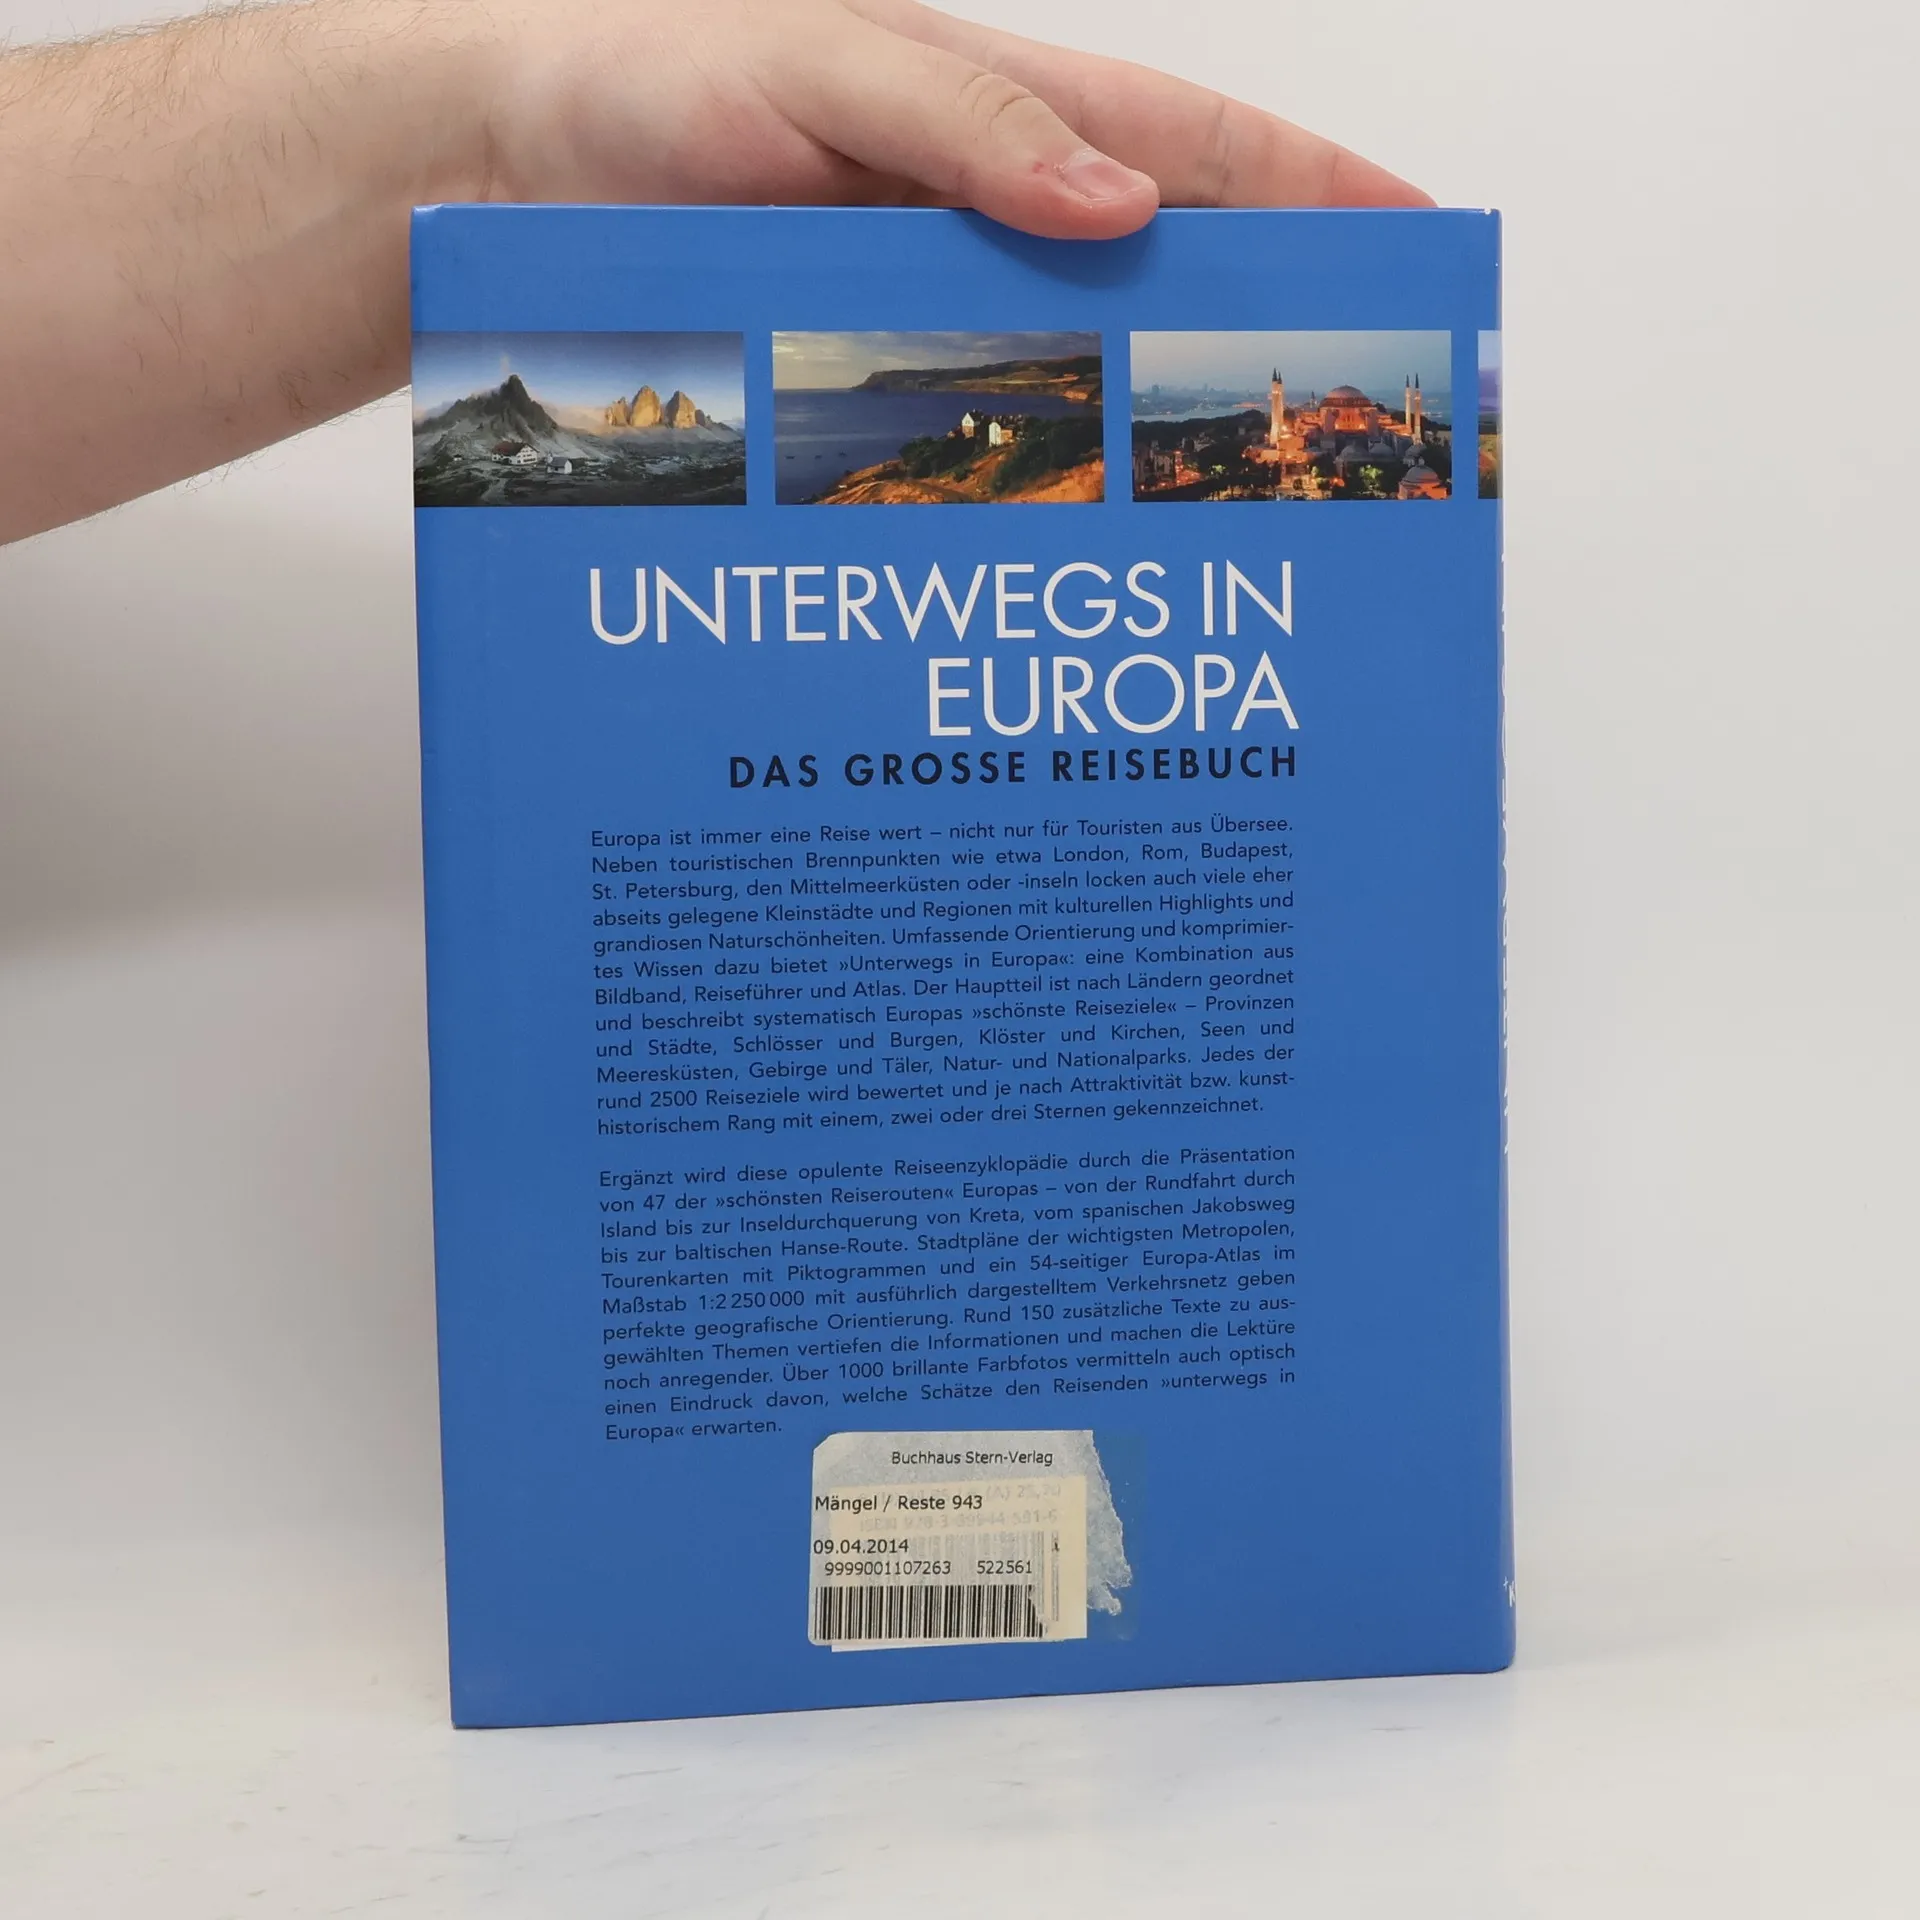 UNTERWEGS IN
EUROPA
DAS GROSSE REISEBUCH
Europa ist immer eine Reise wert – nicht nur für Touristen aus Übersee.
Neben touristischen Brennpunkten wie etwa London, Rom, Budapest,
St. Petersburg, den Mittelmeerküsten oder -inseln locken auch viele eher
abseits gelegene Kleinstädte und Regionen mit kulturellen Highlights und
grandiosen Naturschönheiten. Umfassende Orientierung und komprimier-
tes Wissen dazu bietet »Unterwegs in Europa«: eine Kombination aus
Bildband, Reiseführer und Atlas. Der Hauptteil ist nach Ländern geordnet
und beschreibt systematisch Europas »schönste Reiseziele« – Provinzen
und Städte, Schlösser und Burgen, Klöster und Kirchen, Seen und
Meeresküsten, Gebirge und Täler, Natur- und Nationalparks. Jedes der
rund 2500 Reiseziele wird bewertet und je nach Attraktivität bzw. kunst-
historischem Rang mit einem, zwei oder drei Sternen gekennzeichnet.
Ergänzt wird diese opulente Reiseenzyklopädie durch die Präsentation
von 47 der »schönsten Reiserouten« Europas – von der Rundfahrt durch
Island bis zur Inseldurchquerung von Kreta, vom spanischen Jakobsweg
bis zur baltischen Hanse-Route. Stadtpläne der wichtigsten Metropolen,
Tourenkarten mit Piktogrammen und ein 54-seitiger Europa-Atlas im
Maßstab 1:2 250 000 mit ausführlich dargestelltem Verkehrsnetz geben
perfekte geografische Orientierung. Rund 150 zusätzliche Texte zu aus-
gewählten Themen vertiefen die Informationen und machen die Lektüre
noch anregender. Über 1000 brillante Farbfotos vermitteln auch optisch
einen Eindruck davon, welche Schätze den Reisenden »unterwegs in
Europa« erwarten.
Buchhaus Stern-Verlag
Mängel / Reste 943
09.04.2014
9999001107263 522561